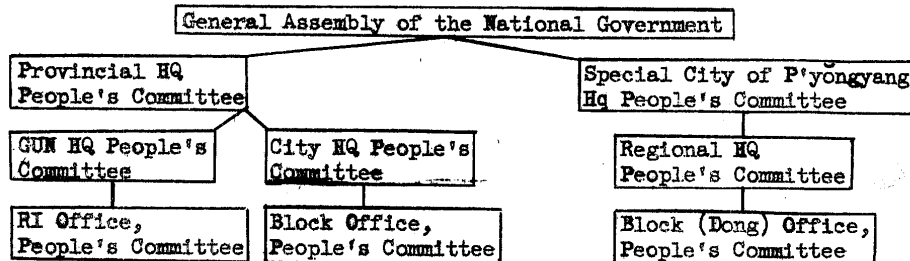 General Assembly of the National Government
Provincial HQ
People's Committee
Special City of P'yŏngyang
Hq People's Committee
GUN HQ People's
Committee
City HQ People's
Committee
Regional HQ
People's Committee
RI Office,
People's Committee
Block Office,
People's Committee
Block (Dong) Office,
People's Committee